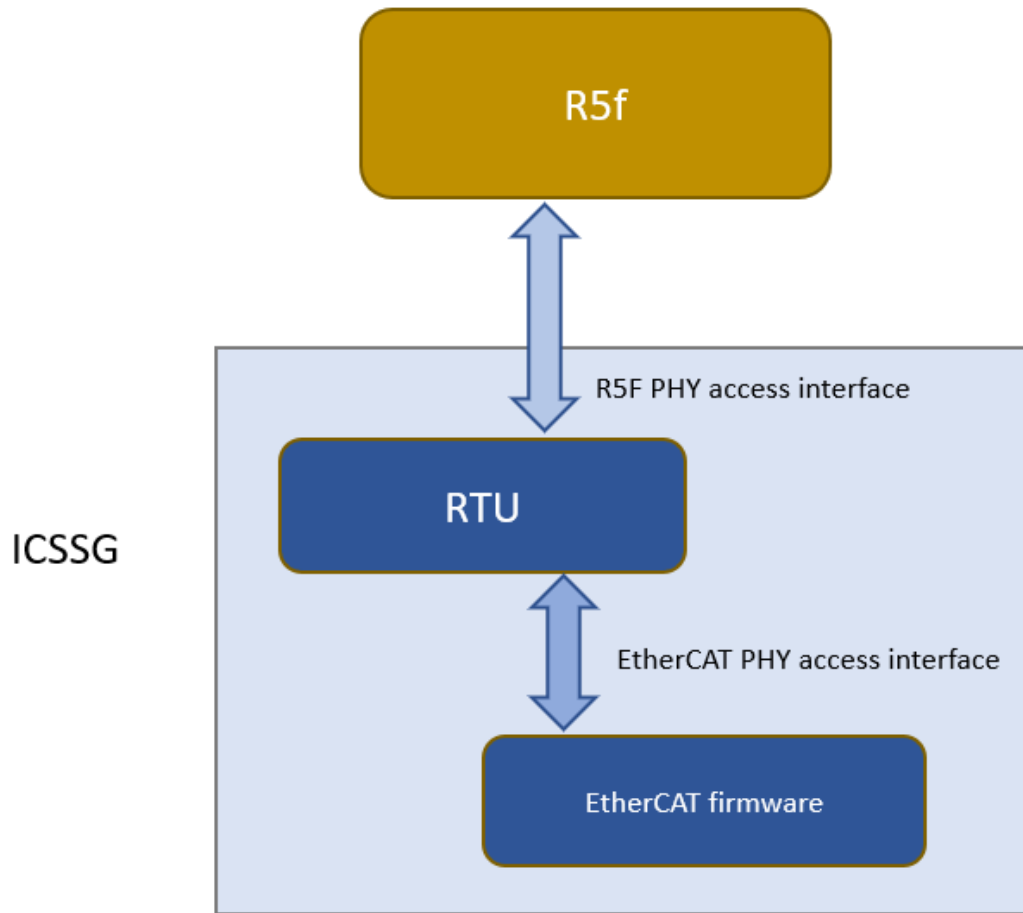 R5f
R5F PHY access interface
RTU
ICSSG
EtherCAT PHY access interface
EtherCAT firmware